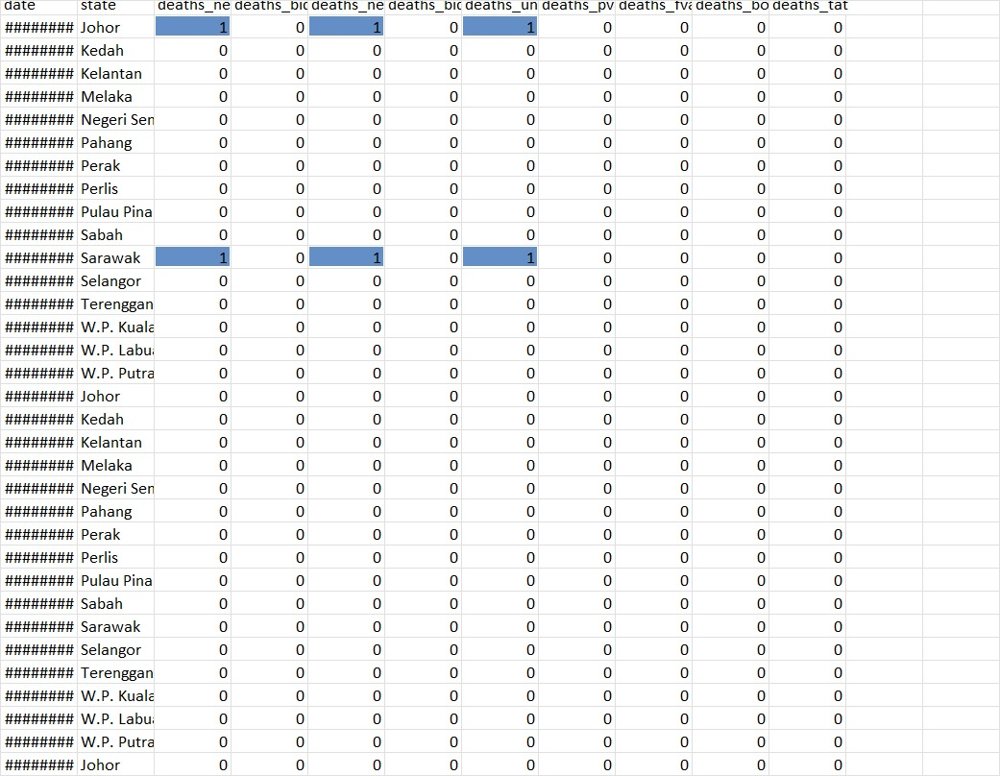 date state deaths_ne deaths_bid deaths_ne deaths_bid deaths_un deaths_pv deaths_fva deaths_bo deaths_tat
######## Johor 1 0 1 0 1 0 0 0 0
######## Kedah 0 0 0 0 0 0 0 0 0
######## Kelantan 0 0 0 0 0 0 0 0 0
######## Melaka 0 0 0 0 0 0 0 0 0
######## Negeri Sem 0 0 0 0 0 0 0 0 0
######## Pahang 0 0 0 0 0 0 0 0 0
######## Perak 0 0 0 0 0 0 0 0 0
######## Perlis 0 0 0 0 0 0 0 0 0
######## Pulau Pina 0 0 0 0 0 0 0 0 0
######## Sabah 0 0 0 0 0 0 0 0 0
######## Sarawak 1 0 1 0 1 0 0 0 0
######## Selangor 0 0 0 0 0 0 0 0 0
######## Terenggan 0 0 0 0 0 0 0 0 0
######## W.P. Kuala 0 0 0 0 0 0 0 0 0
######## W.P. Labua 0 0 0 0 0 0 0 0 0
######## W.P. Putra 0 0 0 0 0 0 0 0 0
######## Johor 0 0 0 0 0 0 0 0 0
######## Kedah 0 0 0 0 0 0 0 0 0
######## Kelantan 0 0 0 0 0 0 0 0 0
######## Melaka 0 0 0 0 0 0 0 0 0
######## Negeri Sem 0 0 0 0 0 0 0 0 0
######## Pahang 0 0 0 0 0 0 0 0 0
######## Perak 0 0 0 0 0 0 0 0 0
######## Perlis 0 0 0 0 0 0 0 0 0
######## Pulau Pina 0 0 0 0 0 0 0 0 0
######## Sabah 0 0 0 0 0 0 0 0 0
######## Sarawak 0 0 0 0 0 0 0 0 0
######## Selangor 0 0 0 0 0 0 0 0 0
######## Terenggan 0 0 0 0 0 0 0 0 0
######## W.P. Kuala 0 0 0 0 0 0 0 0 0
######## W.P. Labua 0 0 0 0 0 0 0 0 0
######## W.P. Putra 0 0 0 0 0 0 0 0 0
######## Johor 0 0 0 0 0 0 0 0 0